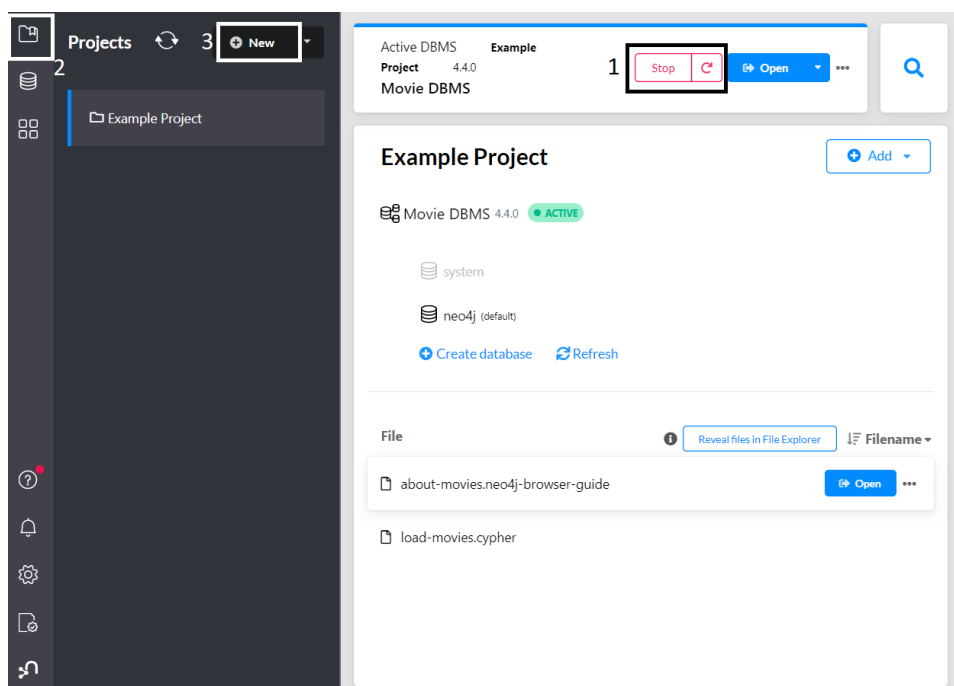 Projects 3 New
2
Example Project
Active DBMS Example
Project 4.4.0
Movie DBMS
1 Stop Open
Example Project
Add
Movie DBMS 4.4.0 ACTIVE
system
neo4j (default)
Create database Refresh
File Reveal files in File Explorer Filename
about-movies.neo4j-browser-guide Open
load-movies.cypher